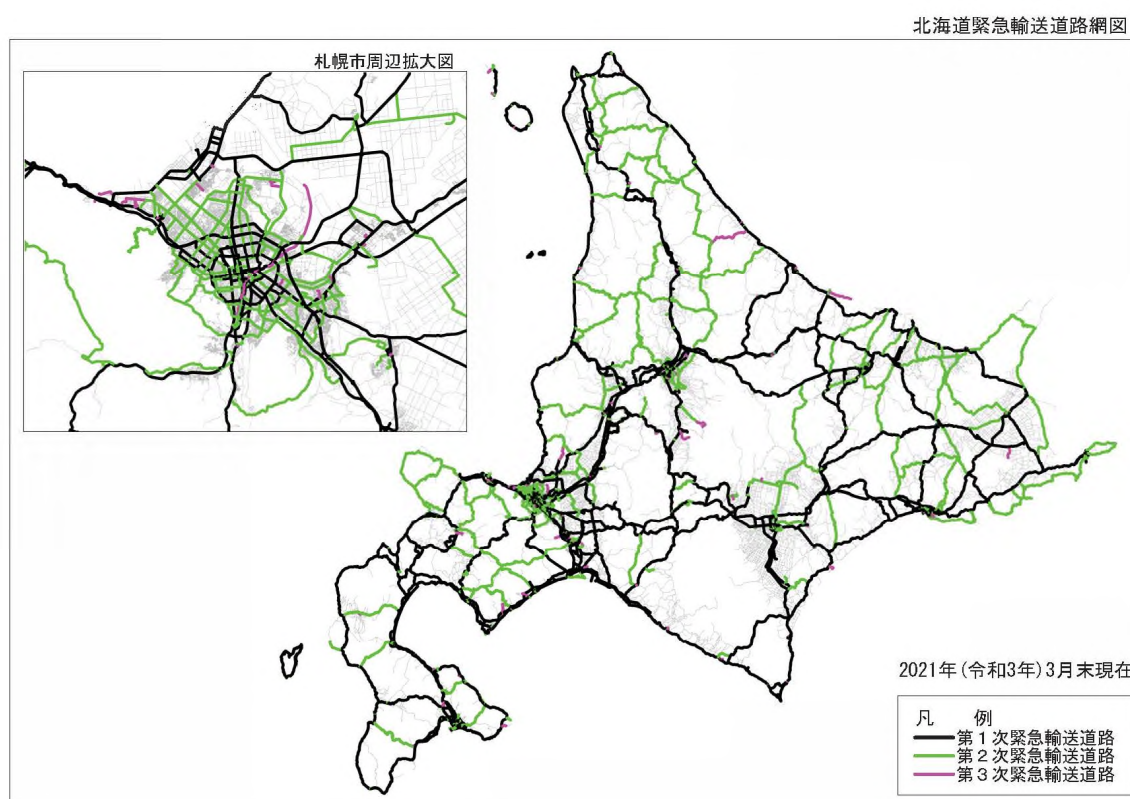 北海道緊急輸送道路網図
札幌市周辺拡大図
2021年(令和3年)3月末現在
凡 例
第1次緊急輸送道路
第2次緊急輸送道路
第3次緊急輸送道路